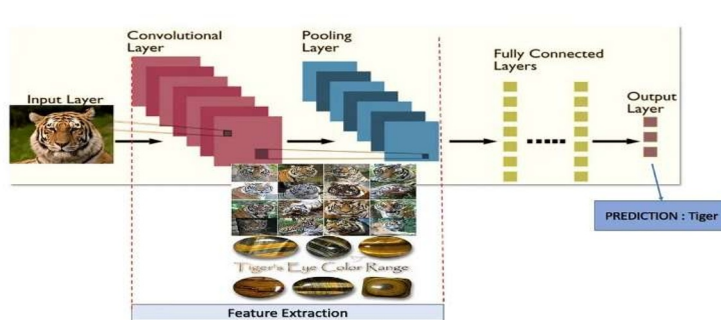 Convolutional
Layer
Pooling
Layer
Fully Connected
Layers
Input Layer
Output
Layer
PREDICTION : Tiger
Tiger's Eye Color Range
Feature Extraction